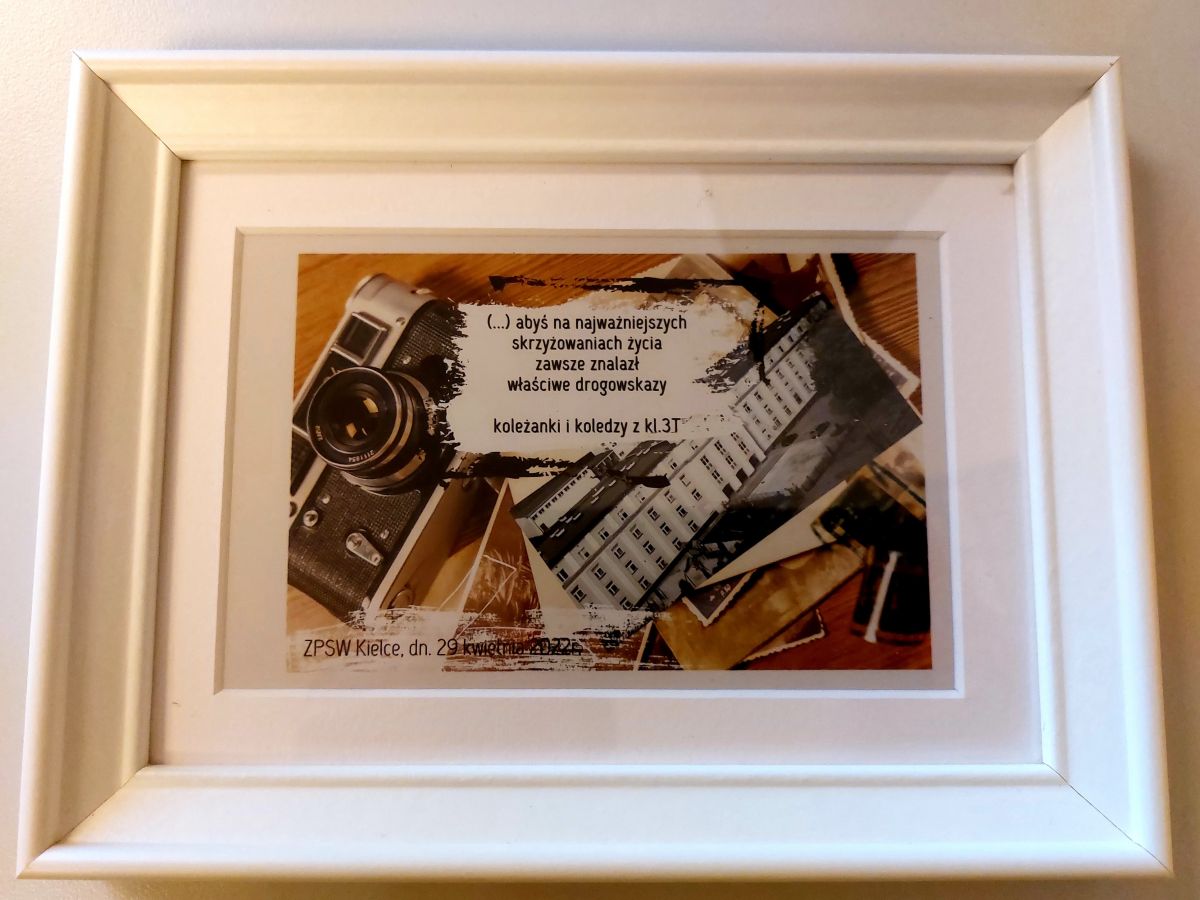 (...) abyś na najważniejszych
skrzyżowaniach życia
zawsze znalazł
właściwe drogowskazy
koleżanki i koledzy z kl.3T
ZPSW Kielce, dn. 29 kwietnia 2022r.
2111854